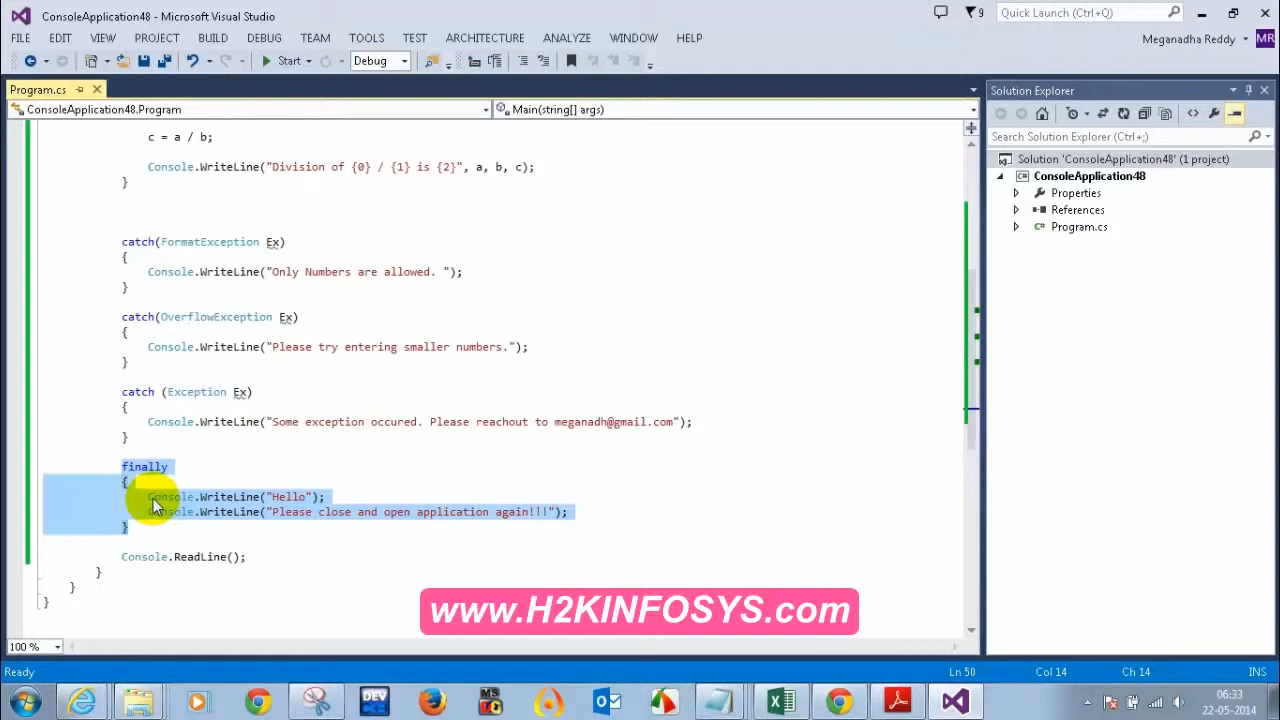 ConsoleApplication48 - Microsoft Visual Studio
9
Quick Launch (Ctrl+Q)
FILE EDIT VIEW PROJECT BUILD DEBUG TEAM TOOLS TEST ARCHITECTURE ANALYZE WINDOW HELP
Meganadha Reddy MR
Start Debug
Program.cs
Solution Explorer
ConsoleApplication48.Program
Main(string[] args)
Search Solution Explorer (Ctrl+;)
Solution 'ConsoleApplication48' (1 project)
ConsoleApplication48
Properties
References
Program.cs
c = a / b;
Console.WriteLine("Division of {0} / {1} is {2}", a, b, c);
}
catch(FormatException Ex)
{
Console.WriteLine("Only Numbers are allowed. ");
}
catch(OverflowException Ex)
{
Console.WriteLine("Please try entering smaller numbers.");
}
catch (Exception Ex)
{
Console.WriteLine("Some exception occured. Please reachout to meganadh@gmail.com");
}
finally
{
Console.WriteLine("Hello");
Console.WriteLine("Please close and open application again!!!");
}
Console.ReadLine();
}
}
}
www.H2KINFOSYS.com
100 %
Ready
Ln 50 Col 14 Ch 14 INS
DEV
MS
06:33
22-05-2014